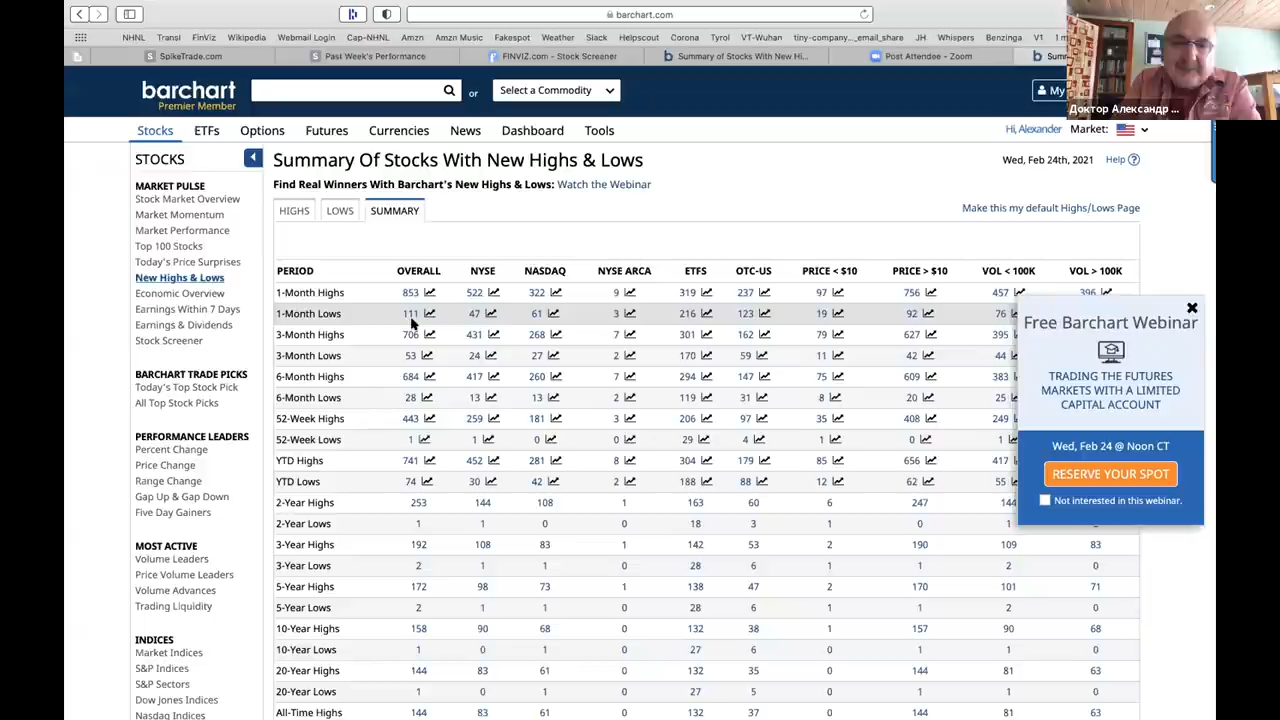 barchart.com
NHNL Transl FinViz Wikipedia Webmail Login Cap-NHNL Amzn Amzn Music Fakespot Weather Slack Helpscout Corona Tyrol VT-Wuhan tiny-company..._email_share JH Whispers Benzinga V1
SpikeTrade.com Past Week's Performance FINVIZ.com - Stock Screener Summary of Stocks With New Hi... Post Attendee - Zoom Sum
Доктор Александр ...
barchart
Premier Member
or Select a Commodity My
Stocks ETFs Options Futures Currencies News Dashboard Tools Hi, Alexander Market:
STOCKS
MARKET PULSE
Stock Market Overview
Market Momentum
Market Performance
Top 100 Stocks
Today's Price Surprises
New Highs & Lows
Economic Overview
Earnings Within 7 Days
Earnings & Dividends
Stock Screener
BARCHART TRADE PICKS
Today's Top Stock Pick
All Top Stock Picks
PERFORMANCE LEADERS
Percent Change
Price Change
Range Change
Gap Up & Gap Down
Five Day Gainers
MOST ACTIVE
Volume Leaders
Price Volume Leaders
Volume Advances
Trading Liquidity
INDICES
Market Indices
S&P Indices
S&P Sectors
Dow Jones Indices
Nasdaq Indices
Summary Of Stocks With New Highs & Lows Wed, Feb 24th, 2021 Help ?
Find Real Winners With Barchart's New Highs & Lows: Watch the Webinar
HIGHS LOWS SUMMARY Make this my default Highs/Lows Page
PERIOD OVERALL NYSE NASDAQ NYSE ARCA ETFS OTC-US PRICE < $10 PRICE > $10 VOL < 100K VOL > 100K
1-Month Highs 853 522 322 9 319 237 97 756 457 396
1-Month Lows 111 47 61 3 216 123 19 92 76
3-Month Highs 706 431 268 7 301 162 79 627 395
3-Month Lows 53 24 27 2 170 59 11 42 44
6-Month Highs 684 417 260 7 294 147 75 609 383
6-Month Lows 28 13 13 2 119 31 8 20 25
52-Week Highs 443 259 181 3 206 97 35 408 249
52-Week Lows 1 1 0 0 29 4 1 0 1
YTD Highs 741 452 281 8 304 179 85 656 417
YTD Lows 74 30 42 2 188 88 12 62 55
2-Year Highs 253 144 108 1 163 60 6 247 144
2-Year Lows 1 1 0 0 18 3 1 0 1
3-Year Highs 192 108 83 1 142 53 2 190 109 83
3-Year Lows 2 1 1 0 28 6 1 1 2 0
5-Year Highs 172 98 73 1 138 47 2 170 101 71
5-Year Lows 2 1 1 0 28 6 1 1 2 0
10-Year Highs 158 90 68 0 132 38 1 157 90 68
10-Year Lows 1 0 1 0 27 6 0 1 1 0
20-Year Highs 144 83 61 0 132 35 0 144 81 63
20-Year Lows 1 0 1 0 27 5 0 1 1 0
All-Time Highs 144 83 61 0 132 37 0 144 81 63
Free Barchart Webinar
TRADING THE FUTURES
MARKETS WITH A LIMITED
CAPITAL ACCOUNT
Wed, Feb 24 @ Noon CT
RESERVE YOUR SPOT
Not interested in this webinar.